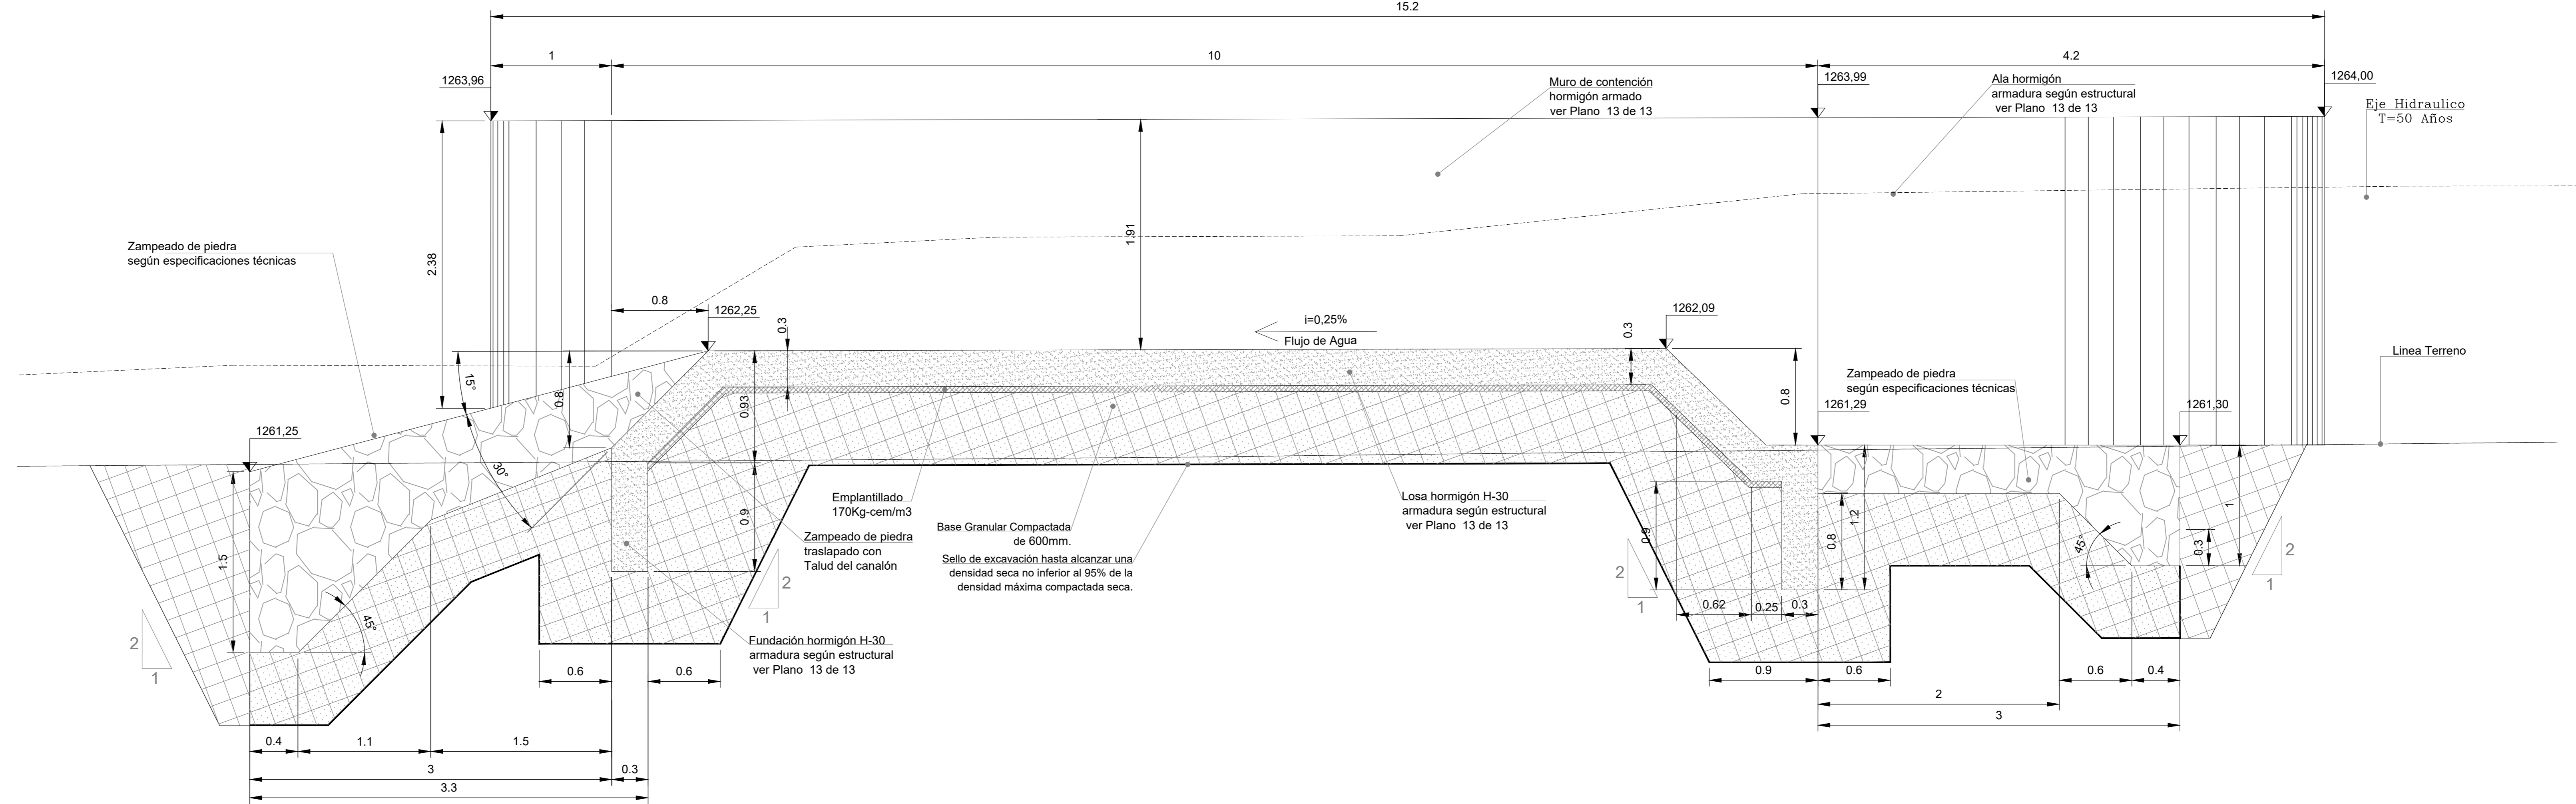 15.2
1
10
4.2
1263,96
1263,99
1264,00
Muro de contención
hormigón armado
ver Plano 13 de 13
Ala hormigón
armadura según estructural
ver Plano 13 de 13
Eje Hidraulico
T=50 Años
2.38
1.91
Zampeado de piedra
según especificaciones técnicas
0.8
1262,25
0.3
i=0,25%
Flujo de Agua
0.3
1262,09
Linea Terreno
15°
0.8
0.93
0.8
Zampeado de piedra
según especificaciones técnicas
1261,25
1261,29
1261,30
30°
Emplantillado
170Kg-cem/m3
Losa hormigón H-30
armadura según estructural
ver Plano 13 de 13
Base Granular Compactada
de 600mm.
Zampeado de piedra
traslapado con
Talud del canalón
Sello de excavación hasta alcanzar una
densidad seca no inferior al 95% de la
densidad máxima compactada seca.
1.5
0.9
0.9
0.8
1.2
45°
0.3
1
2
1
2
1
2
1
2
1
0.62
0.25
0.3
45°
Fundación hormigón H-30
armadura según estructural
ver Plano 13 de 13
0.6
0.6
0.9
0.6
0.6
0.4
2
3
0.4
1.1
1.5
3
0.3
3.3